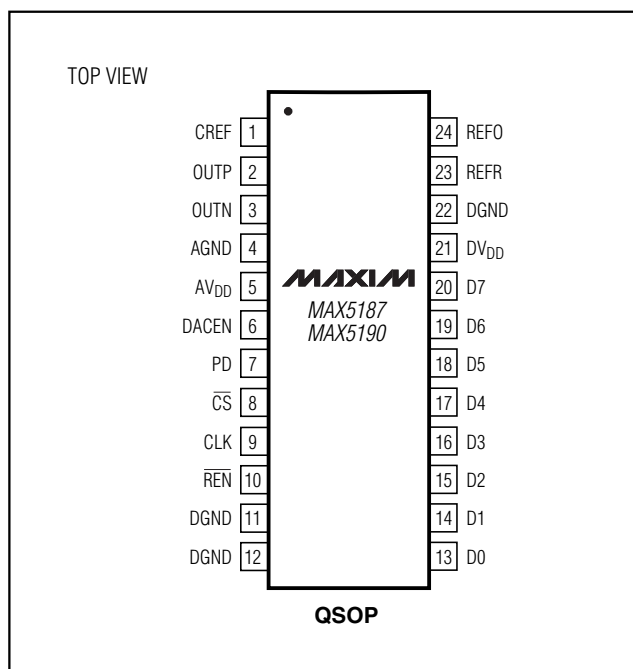 TOP VIEW
CREF 1
OUTP 2
OUTN 3
AGND 4
AVDD 5
DACEN 6
PD 7
C̅S̅ 8
CLK 9
R̅E̅N̅ 10
DGND 11
DGND 12
MAXIM
MAX5187
MAX5190
24 REFO
23 REFR
22 DGND
21 DVDD
20 D7
19 D6
18 D5
17 D4
16 D3
15 D2
14 D1
13 D0
QSOP